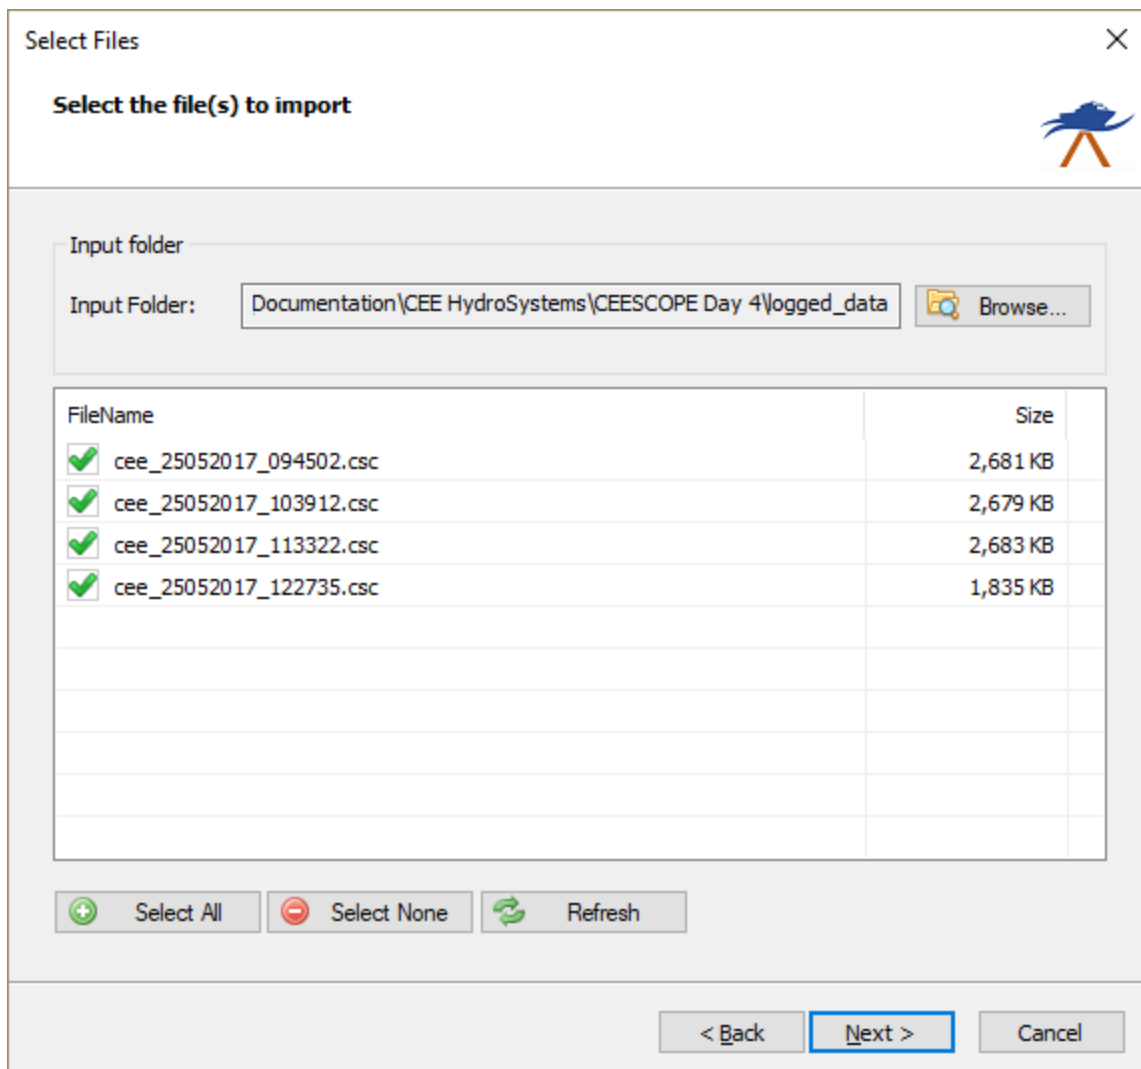 Select Files
Select the file(s) to import
Input folder
Input Folder: Documentation\CEE HydroSystems\CEESCOPE Day 4\logged_data Browse...
FileName Size
cee_25052017_094502.csc 2,681 KB
cee_25052017_103912.csc 2,679 KB
cee_25052017_113322.csc 2,683 KB
cee_25052017_122735.csc 1,835 KB
Select All Select None Refresh
< Back Next > Cancel